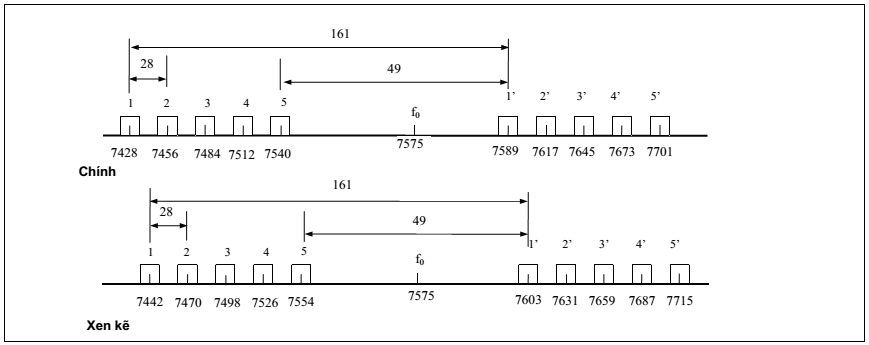 161
28
49
1 2 3 4 5 f₀ 1’ 2’ 3’ 4’ 5’
7428 7456 7484 7512 7540 7575 7589 7617 7645 7673 7701
Chính
161
28
49
1 2 3 4 5 f₀ 1’ 2’ 3’ 4’ 5’
7442 7470 7498 7526 7554 7575 7603 7631 7659 7687 7715
Xen kẽ